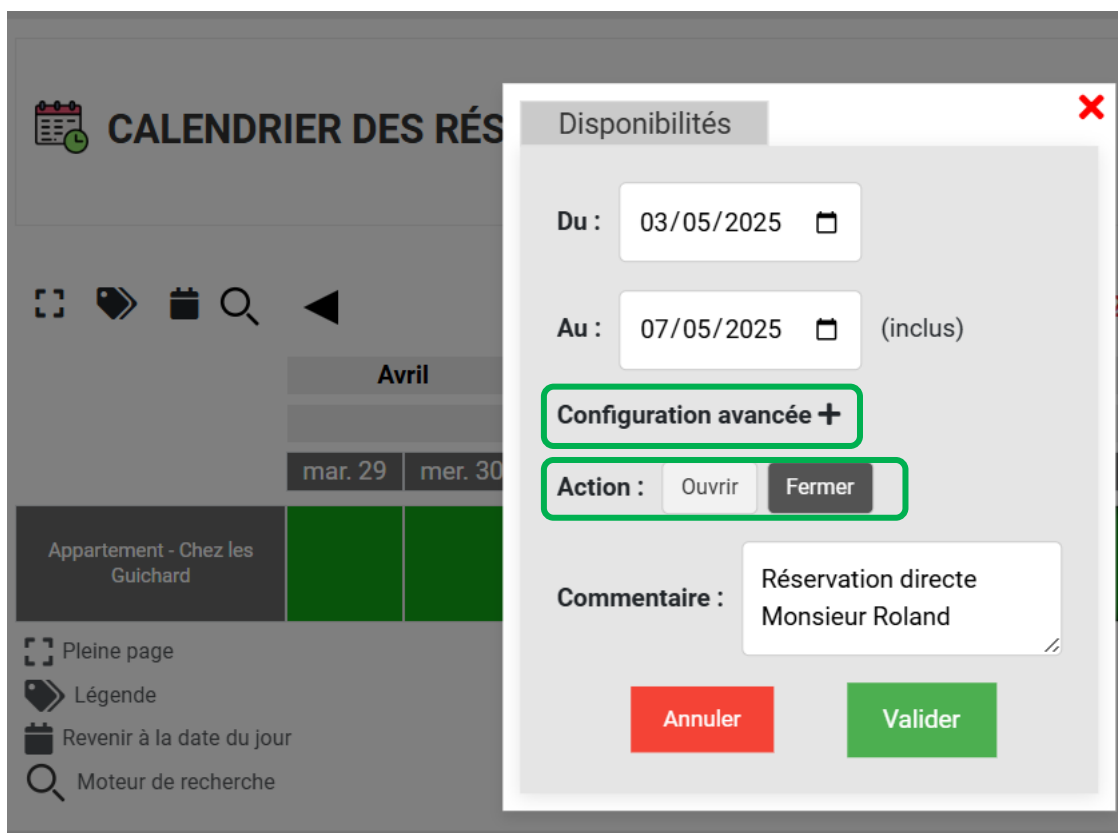 CALENDRIER DES RÉS
Avril
mar. 29
mer. 30
Appartement - Chez les
Guichard
Pleine page
Légende
Revenir à la date du jour
Moteur de recherche
Disponibilités
Du :
03/05/2025
Au :
07/05/2025
(inclus)
Configuration avancée +
Action :
Ouvrir
Fermer
Commentaire :
Réservation directe
Monsieur Roland
Annuler
Valider